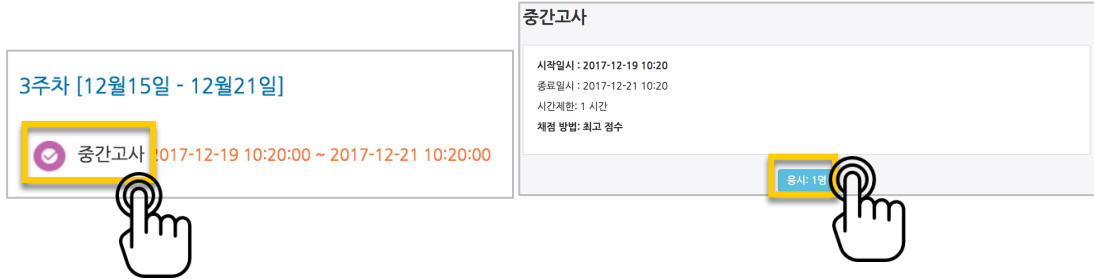 3주차 [12월15일 - 12월21일]
중간고사 2017-12-19 10:20:00 ~ 2017-12-21 10:20:00
중간고사
시작일시 : 2017-12-19 10:20
종료일시 : 2017-12-21 10:20
시간제한: 1 시간
채점 방법: 최고 점수
응시: 1명